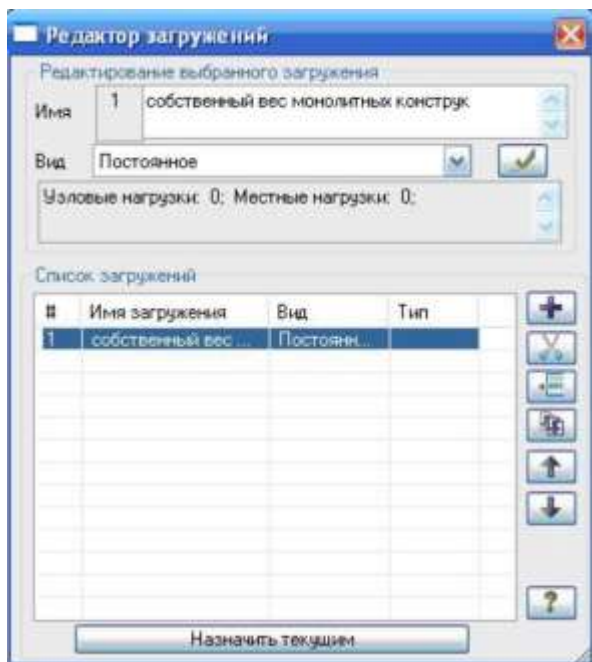 Редактор загружений
Редактирование выбранного загружения
Имя 1 собственный вес монолитных конструк
Вид Постоянное
Узловые нагрузки: 0; Местные нагрузки: 0;
Список загружений
# Имя загружения Вид Тип
1 собственный вес ... Постоянн...
?
Назначить текущим